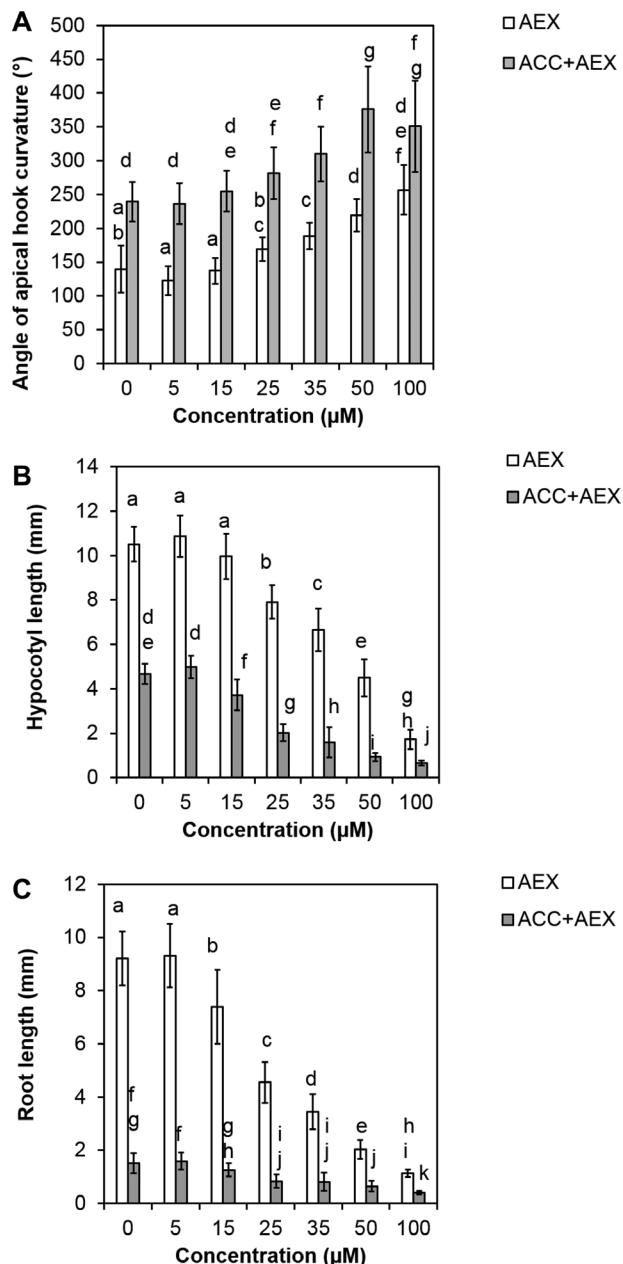 A
AEX
ACC+AEX
Angle of apical hook curvature (°)
500
450
400
350
300
250
200
150
100
50
0
a
b
d
a
d
a
d
e
b
c
e
f
c
f
d
g
d
e
f
f
g
0 5 15 25 35 50 100
Concentration (µM)
B
AEX
ACC+AEX
Hypocotyl length (mm)
14
12
10
8
6
4
2
0
a
d
e
a
d
a
f
b
g
c
h
e
i
g
h
j
0 5 15 25 35 50 100
Concentration (µM)
C
AEX
ACC+AEX
Root length (mm)
12
10
8
6
4
2
0
a
f
g
a
f
b
g
h
c
i
j
d
i
j
e
j
h
i
k
0 5 15 25 35 50 100
Concentration (µM)